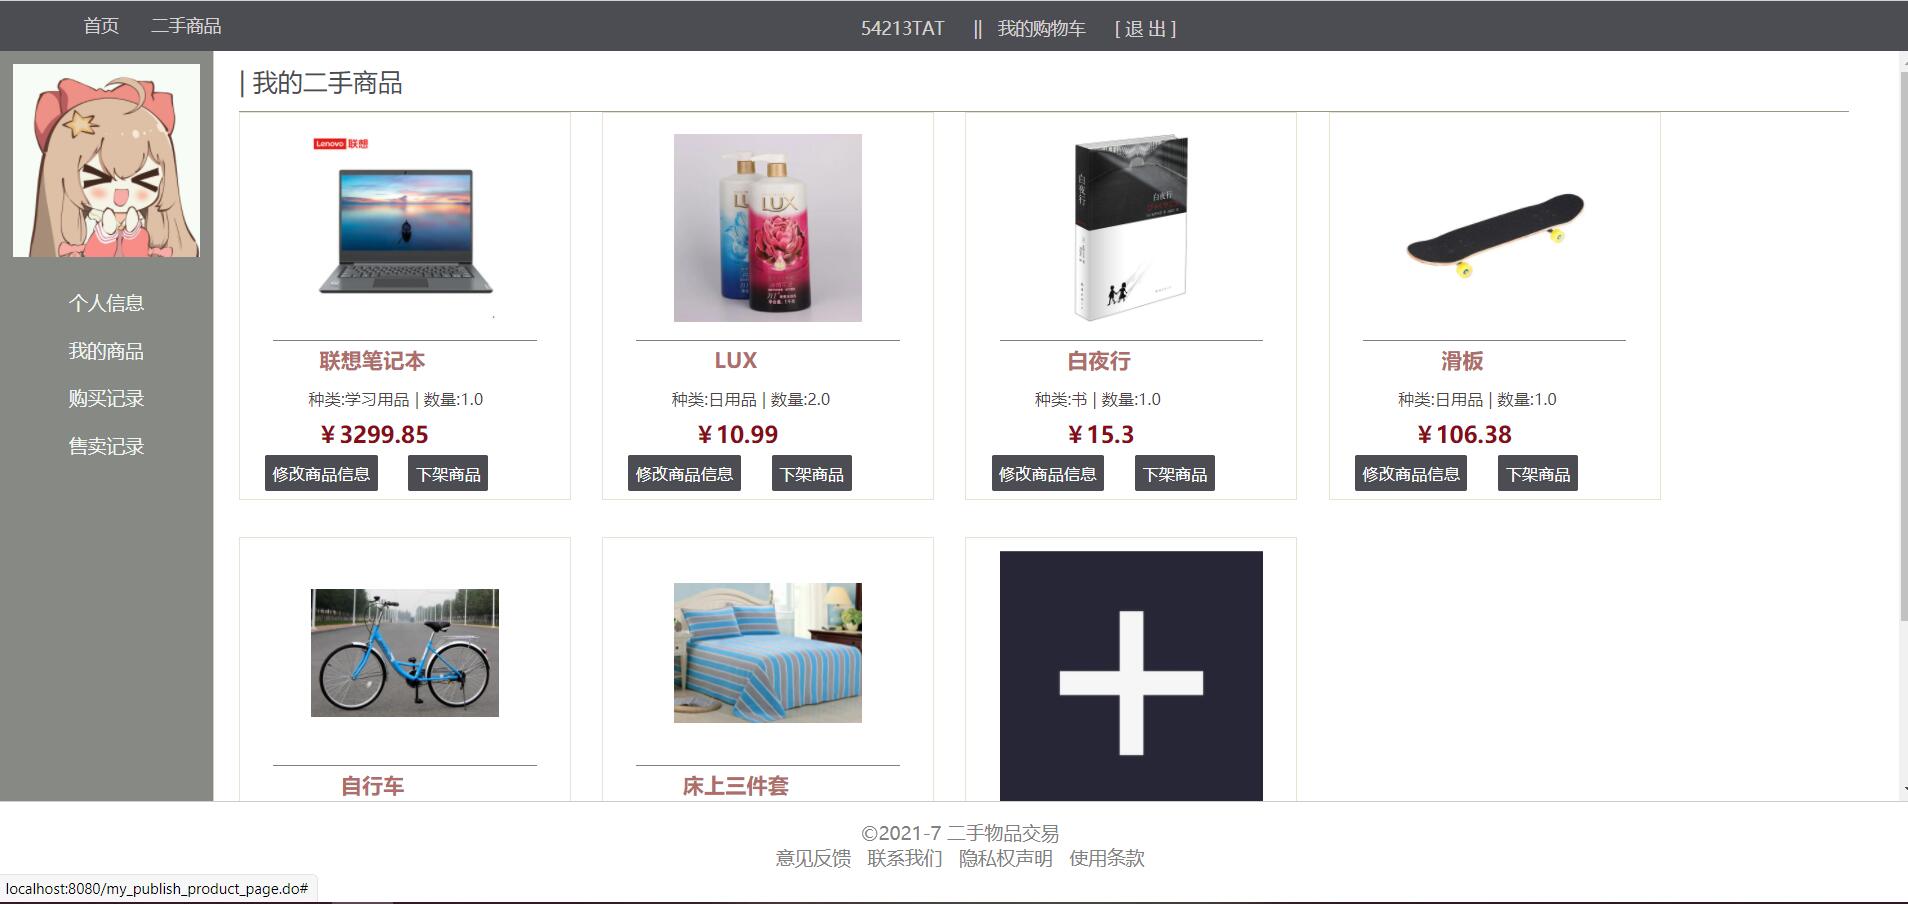 首页 二手商品 54213TAT || 我的购物车 [ 退 出 ]
| 我的二手商品
个人信息
我的商品
购买记录
售卖记录
Lenovo 联想
联想笔记本
种类:学习用品 | 数量:1.0
￥3299.85
修改商品信息 下架商品
LUX
LUX
种类:日用品 | 数量:2.0
￥10.99
修改商品信息 下架商品
白夜行
白夜行
白夜行
种类:书 | 数量:1.0
￥15.3
修改商品信息 下架商品
滑板
种类:日用品 | 数量:1.0
￥106.38
修改商品信息 下架商品
自行车
床上三件套
©2021-7 二手物品交易
意见反馈 联系我们 隐私权声明 使用条款
localhost:8080/my_publish_product_page.do#